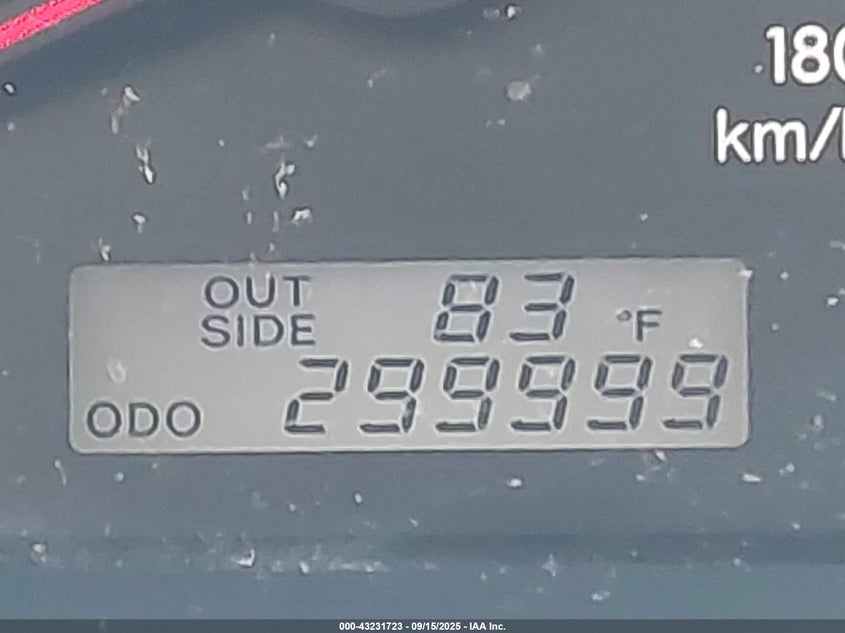 180
km/h
OUT 83 °F
SIDE
ODO 299999
000-43231723 - 09/15/2025 - IAA Inc.